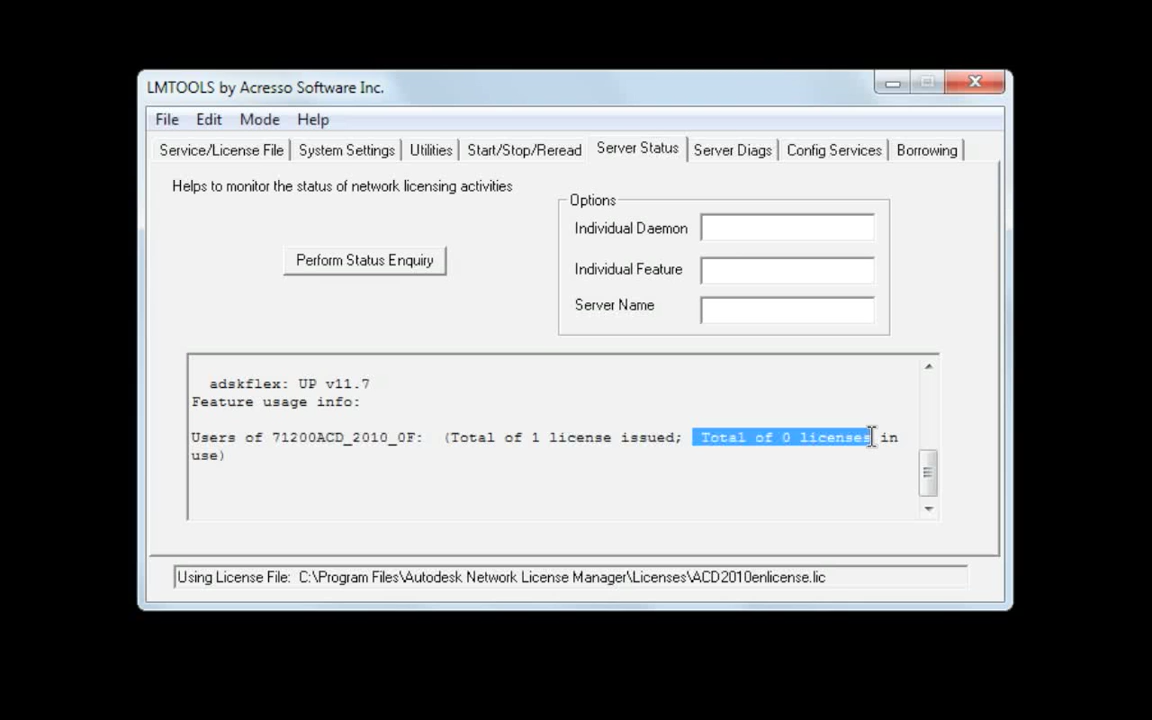 LMTOOLS by Acresso Software Inc.
File Edit Mode Help
Service/License File System Settings Utilities Start/Stop/Reread Server Status Server Diags Config Services Borrowing
Helps to monitor the status of network licensing activities
Options
Individual Daemon
Perform Status Enquiry
Individual Feature
Server Name
adskflex: UP v11.7
Feature usage info:
Users of 71200ACD_2010_0F: (Total of 1 license issued; Total of 0 licenses in
use)
Using License File: C:\Program Files\Autodesk Network License Manager\Licenses\ACD2010enlicense.lic